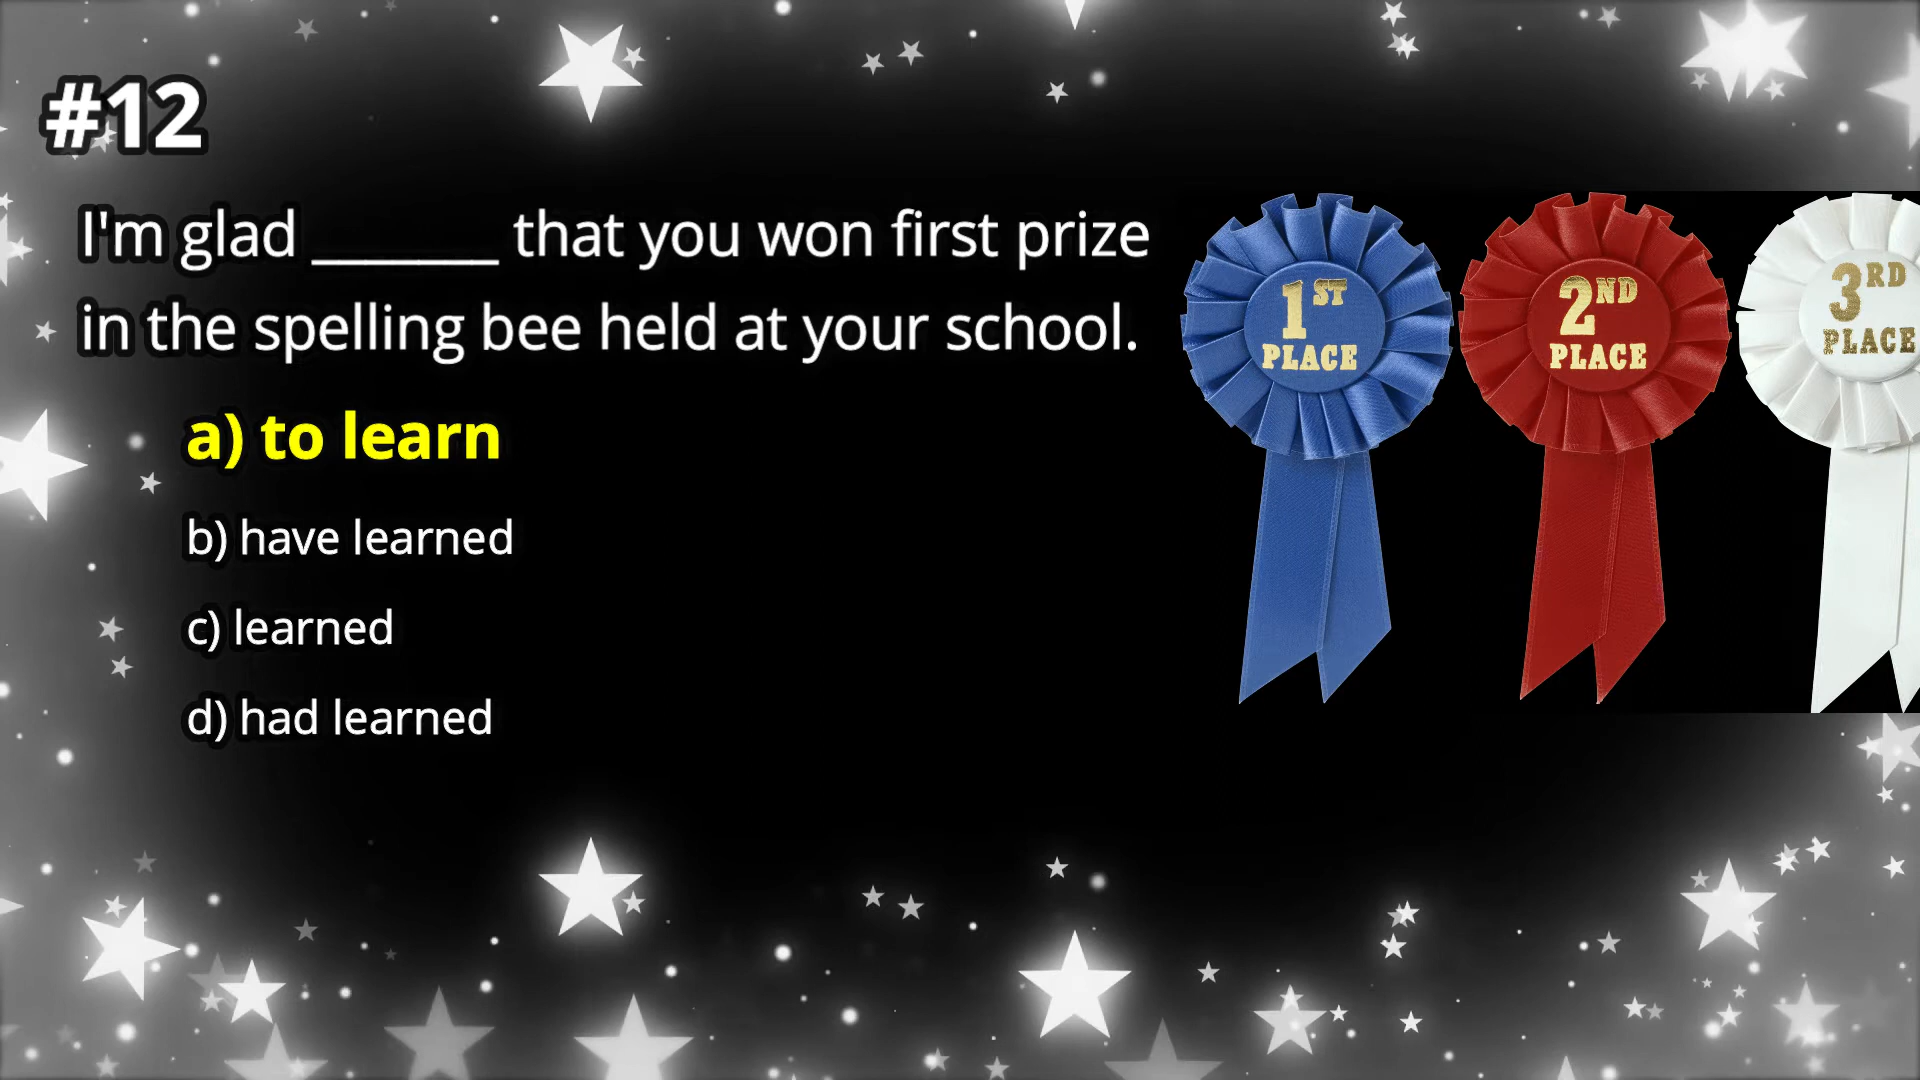 #12
I'm glad _______ that you won first prize
in the spelling bee held at your school.
a) to learn
b) have learned
c) learned
d) had learned
1ST
PLACE
2ND
PLACE
3RD
PLACE